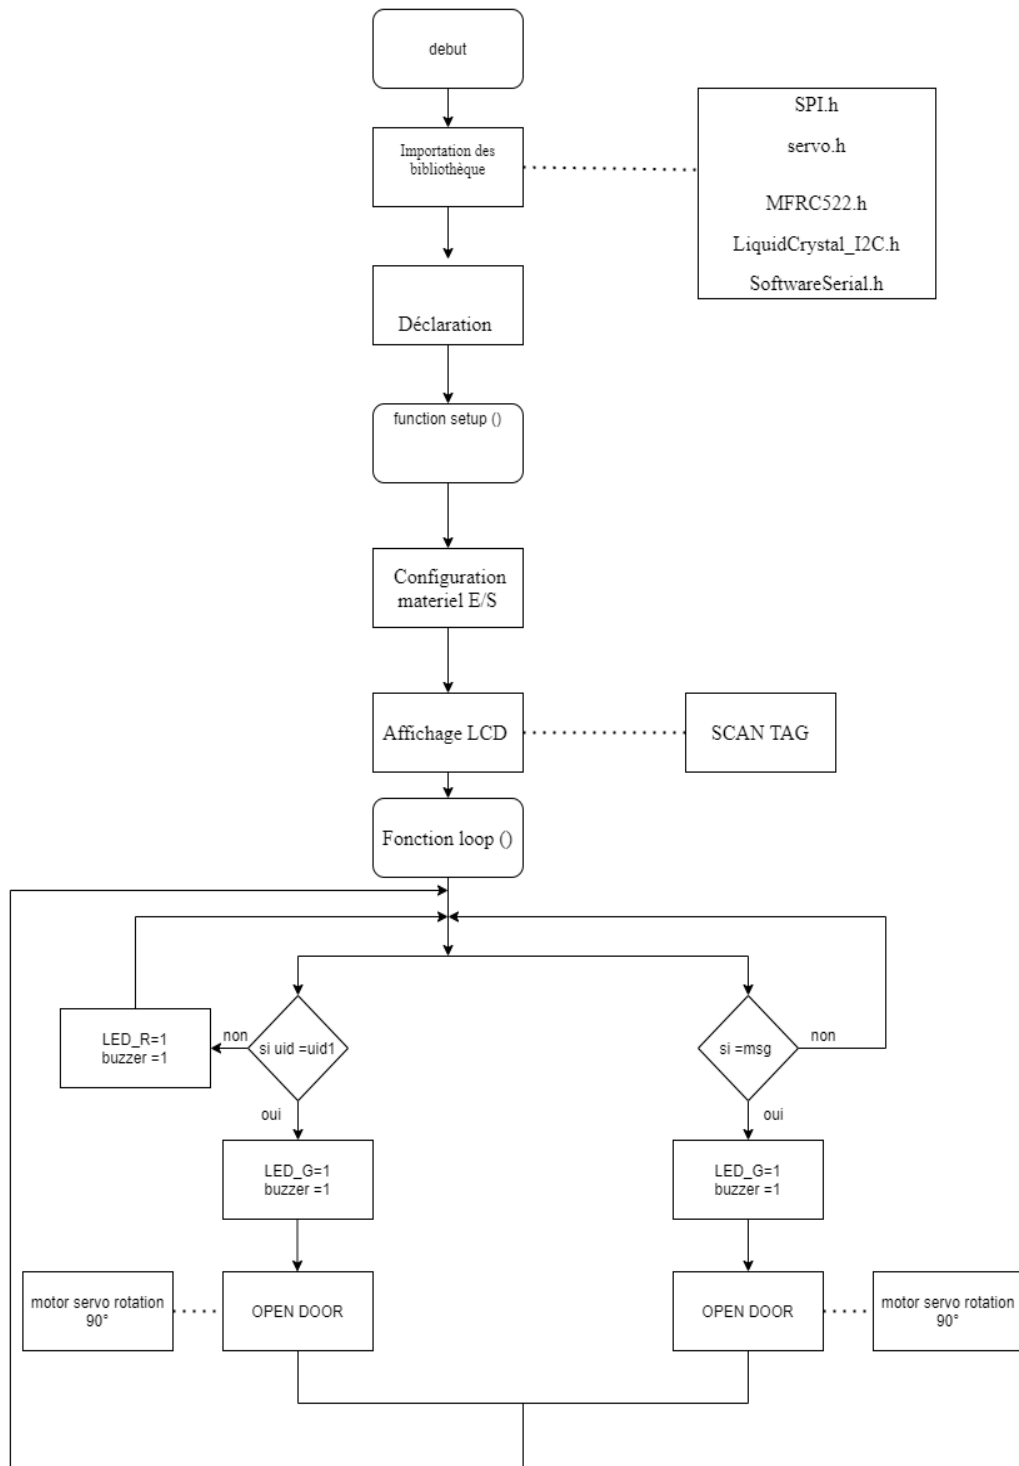 debut
Importation des
bibliothèque
SPI.h
servo.h
MFRC522.h
LiquidCrystal_I2C.h
SoftwareSerial.h
Déclaration
function setup ()
Configuration
materiel E/S
Affichage LCD
SCAN TAG
Fonction loop ()
LED_R=1
buzzer =1
non
si uid =uid1
oui
si =msg
non
oui
LED_G=1
buzzer =1
LED_G=1
buzzer =1
motor servo rotation
90°
OPEN DOOR
OPEN DOOR
motor servo rotation
90°